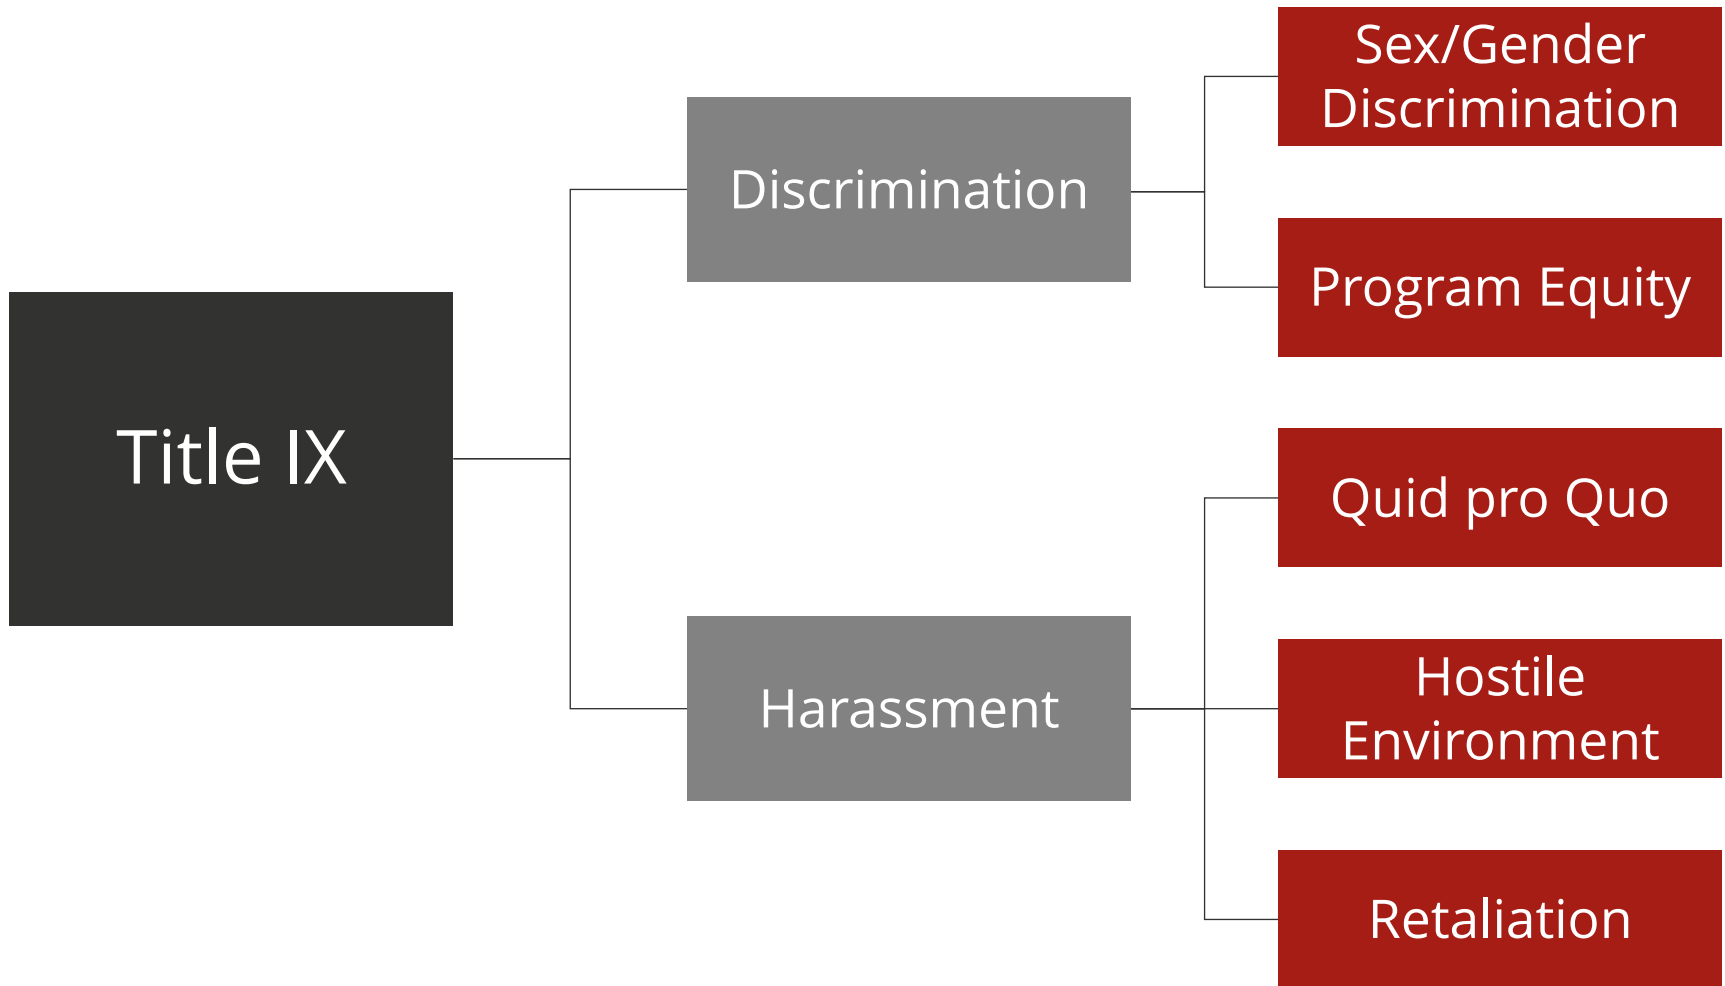 Title IX
Discrimination
Sex/Gender
Discrimination
Program Equity
Harassment
Quid pro Quo
Hostile
Environment
Retaliation